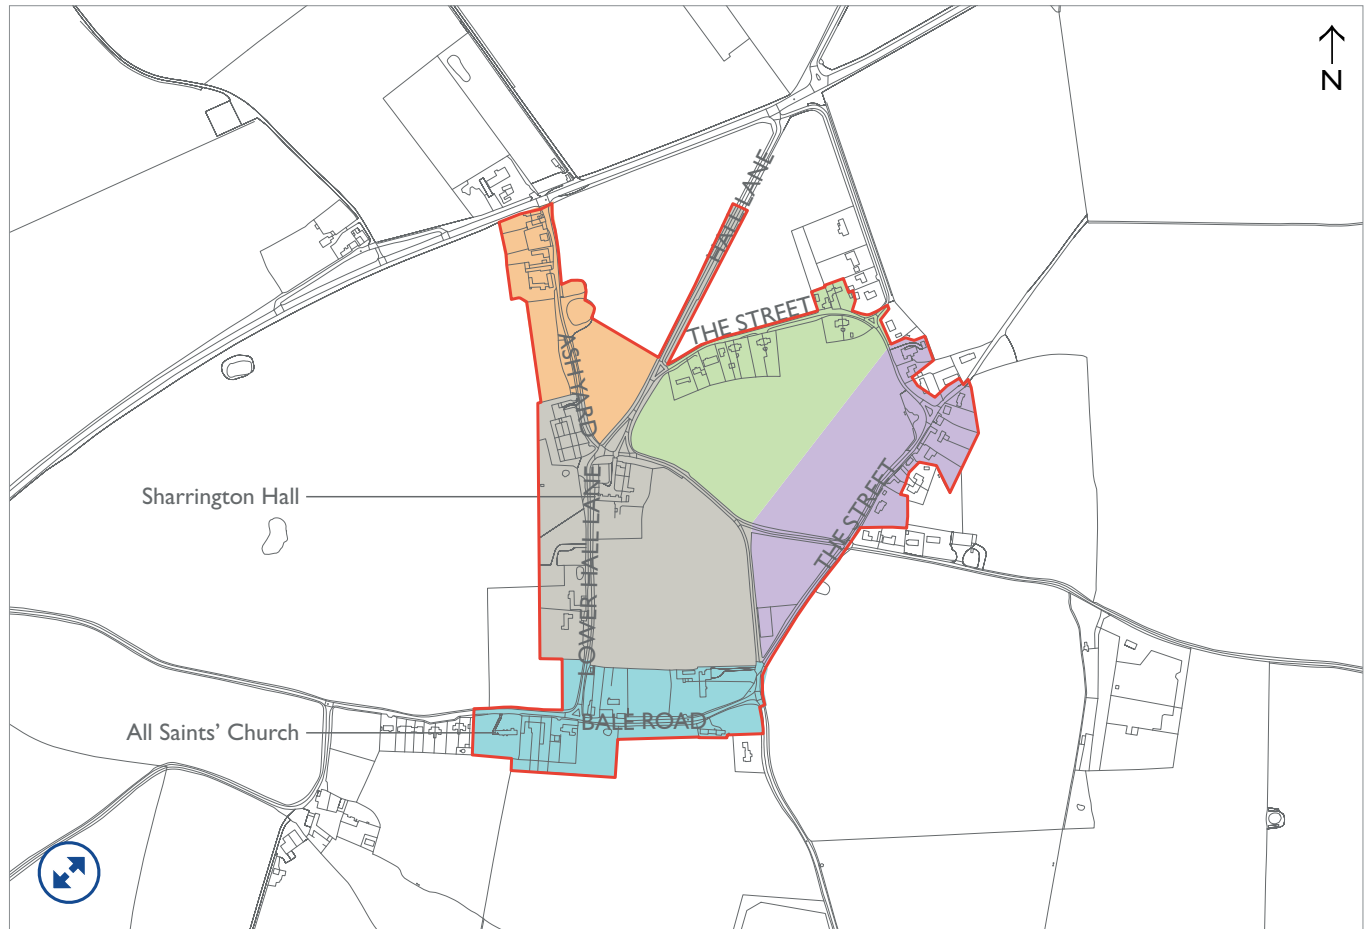 N
HALL LANE
THE STREET
ASHYARD
Sharrington Hall
LOWER HALL LANE
THE STREET
BALE ROAD
All Saints' Church